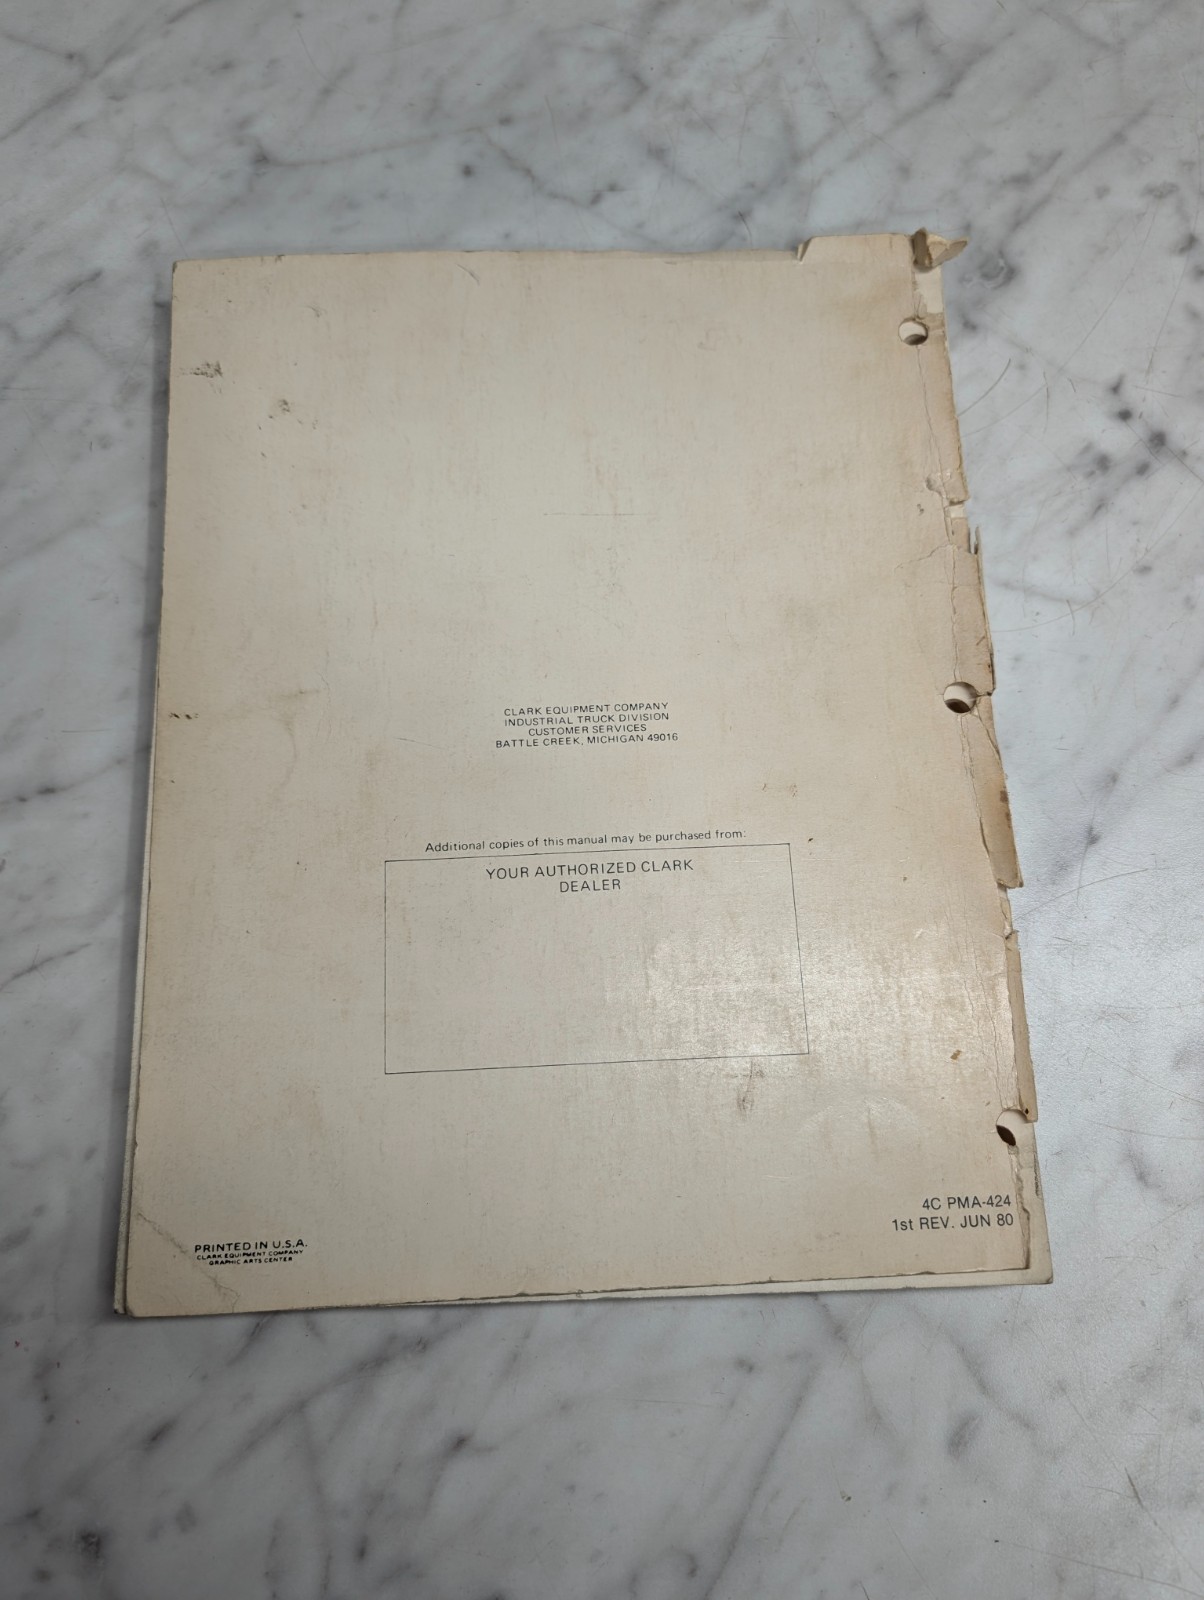 CLARK EQUIPMENT COMPANY
INDUSTRIAL TRUCK DIVISION
CUSTOMER SERVICES
BATTLE CREEK, MICHIGAN 49016
Additional copies of this manual may be purchased from:
YOUR AUTHORIZED CLARK
DEALER
4C PMA-424
1st REV. JUN 80
PRINTED IN U.S.A.
CLARK EQUIPMENT COMPANY
GRAPHIC ARTS CENTER